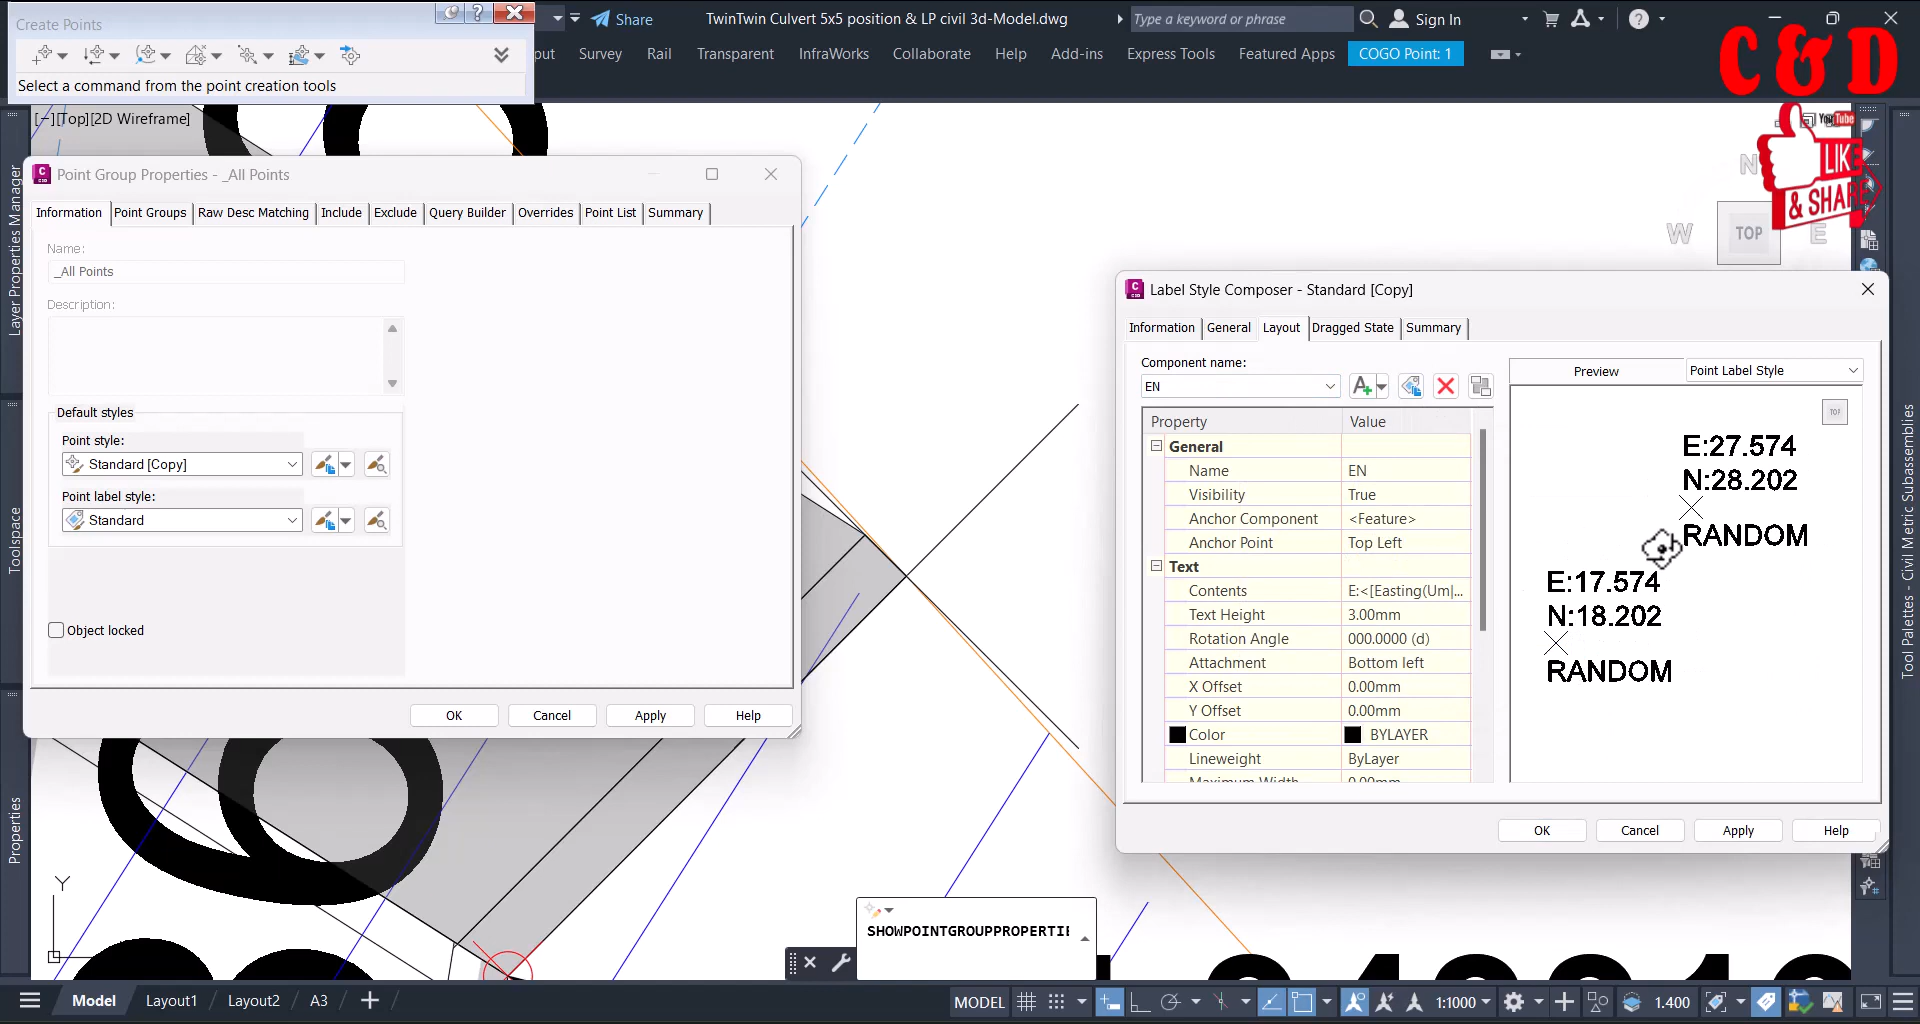 Create Points
Share
TwinTwin Culvert 5x5 position & LP civil 3d-Model.dwg
Type a keyword or phrase
Sign In
Select a command from the point creation tools
put
Survey
Rail
Transparent
InfraWorks
Collaborate
Help
Add-ins
Express Tools
Featured Apps
COGO Point: 1
C & D
YouTube
LIKE
& SHARE
[−][Top][2D Wireframe]
N
W
TOP
E
Layer Properties Manager
Toolspace
Properties
Tool Palettes - Civil Metric Subassemblies
Point Group Properties - _All Points
Information
Point Groups
Raw Desc Matching
Include
Exclude
Query Builder
Overrides
Point List
Summary
Name:
_All Points
Description:
Default styles
Point style:
Standard [Copy]
Point label style:
Standard
Object locked
OK
Cancel
Apply
Help
Label Style Composer - Standard [Copy]
Information
General
Layout
Dragged State
Summary
Component name:
EN
Preview
Point Label Style
Property
Value
General
Name
EN
Visibility
True
Anchor Component
<Feature>
Anchor Point
Top Left
Text
Contents
E:<[Easting(Um|...
Text Height
3.00mm
Rotation Angle
000.0000 (d)
Attachment
Bottom left
X Offset
0.00mm
Y Offset
0.00mm
Color
BYLAYER
Lineweight
ByLayer
Maximum Width
0.00mm
TOP
E:27.574
N:28.202
RANDOM
E:17.574
N:18.202
RANDOM
OK
Cancel
Apply
Help
Y
SHOWPOINTGROUPPROPERTIE
Model
Layout1
Layout2
A3
MODEL
1:1000
1.400